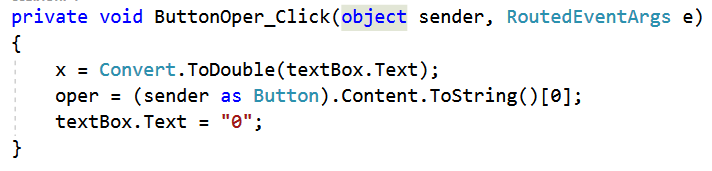 private void ButtonOper_Click(object sender, RoutedEventArgs e)
{
    x = Convert.ToDouble(textBox.Text);
    oper = (sender as Button).Content.ToString()[0];
    textBox.Text = "0";
}